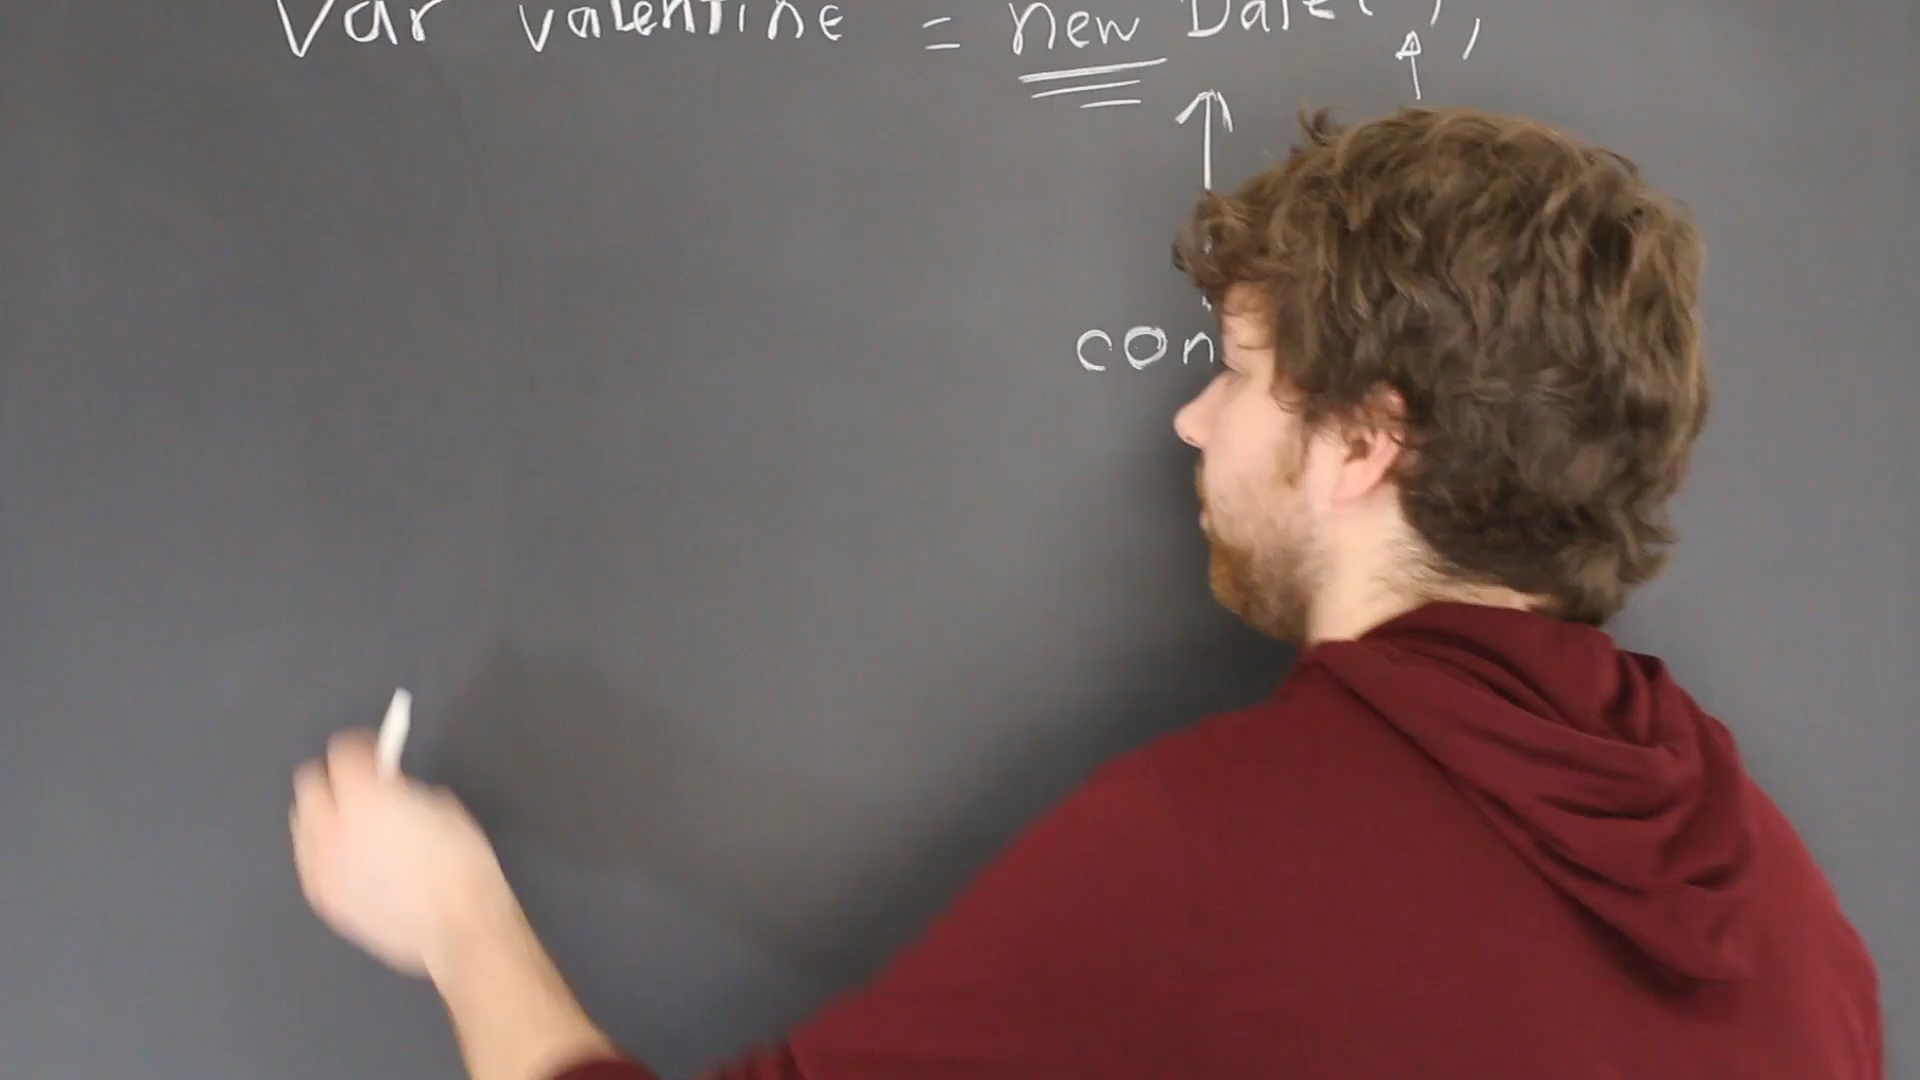 var valentine = new Date( );
con